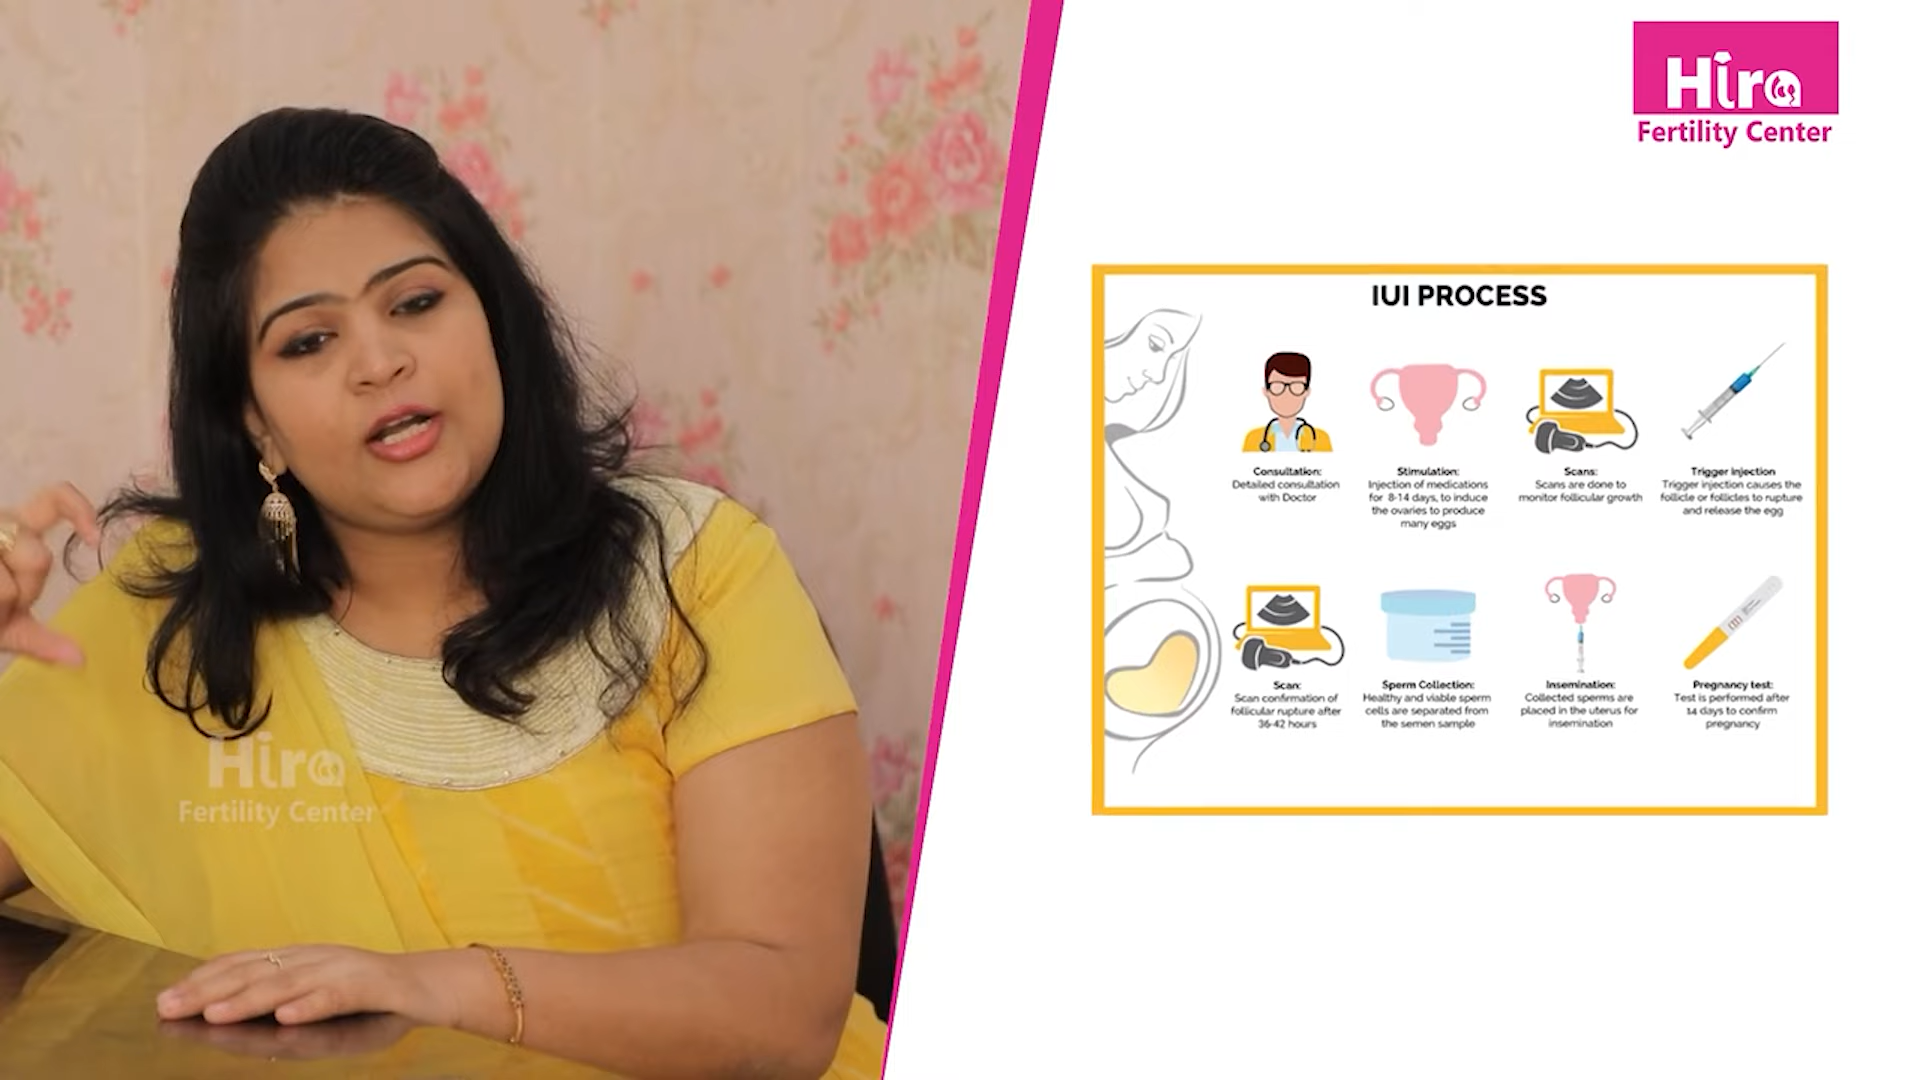 Hira
Fertility Center
IUI PROCESS
Consultation:
Detailed consultation
with Doctor
Stimulation:
Injection of medications
for 8-14 days, to induce
the ovaries to produce
many eggs
Scans:
Scans are done to
monitor follicular growth
Trigger Injection
Trigger injection causes the
follicle or follicles to rupture
and release the egg
Scan:
Scan confirmation of
follicular rupture after
36-42 hours
Sperm Collection:
Healthy and viable sperm
cells are separated from
the semen sample
Insemination:
Collected sperms are
placed in the uterus for
insemination
Pregnancy test:
Test is performed after
14 days to confirm
pregnancy
Hira
Fertility Center